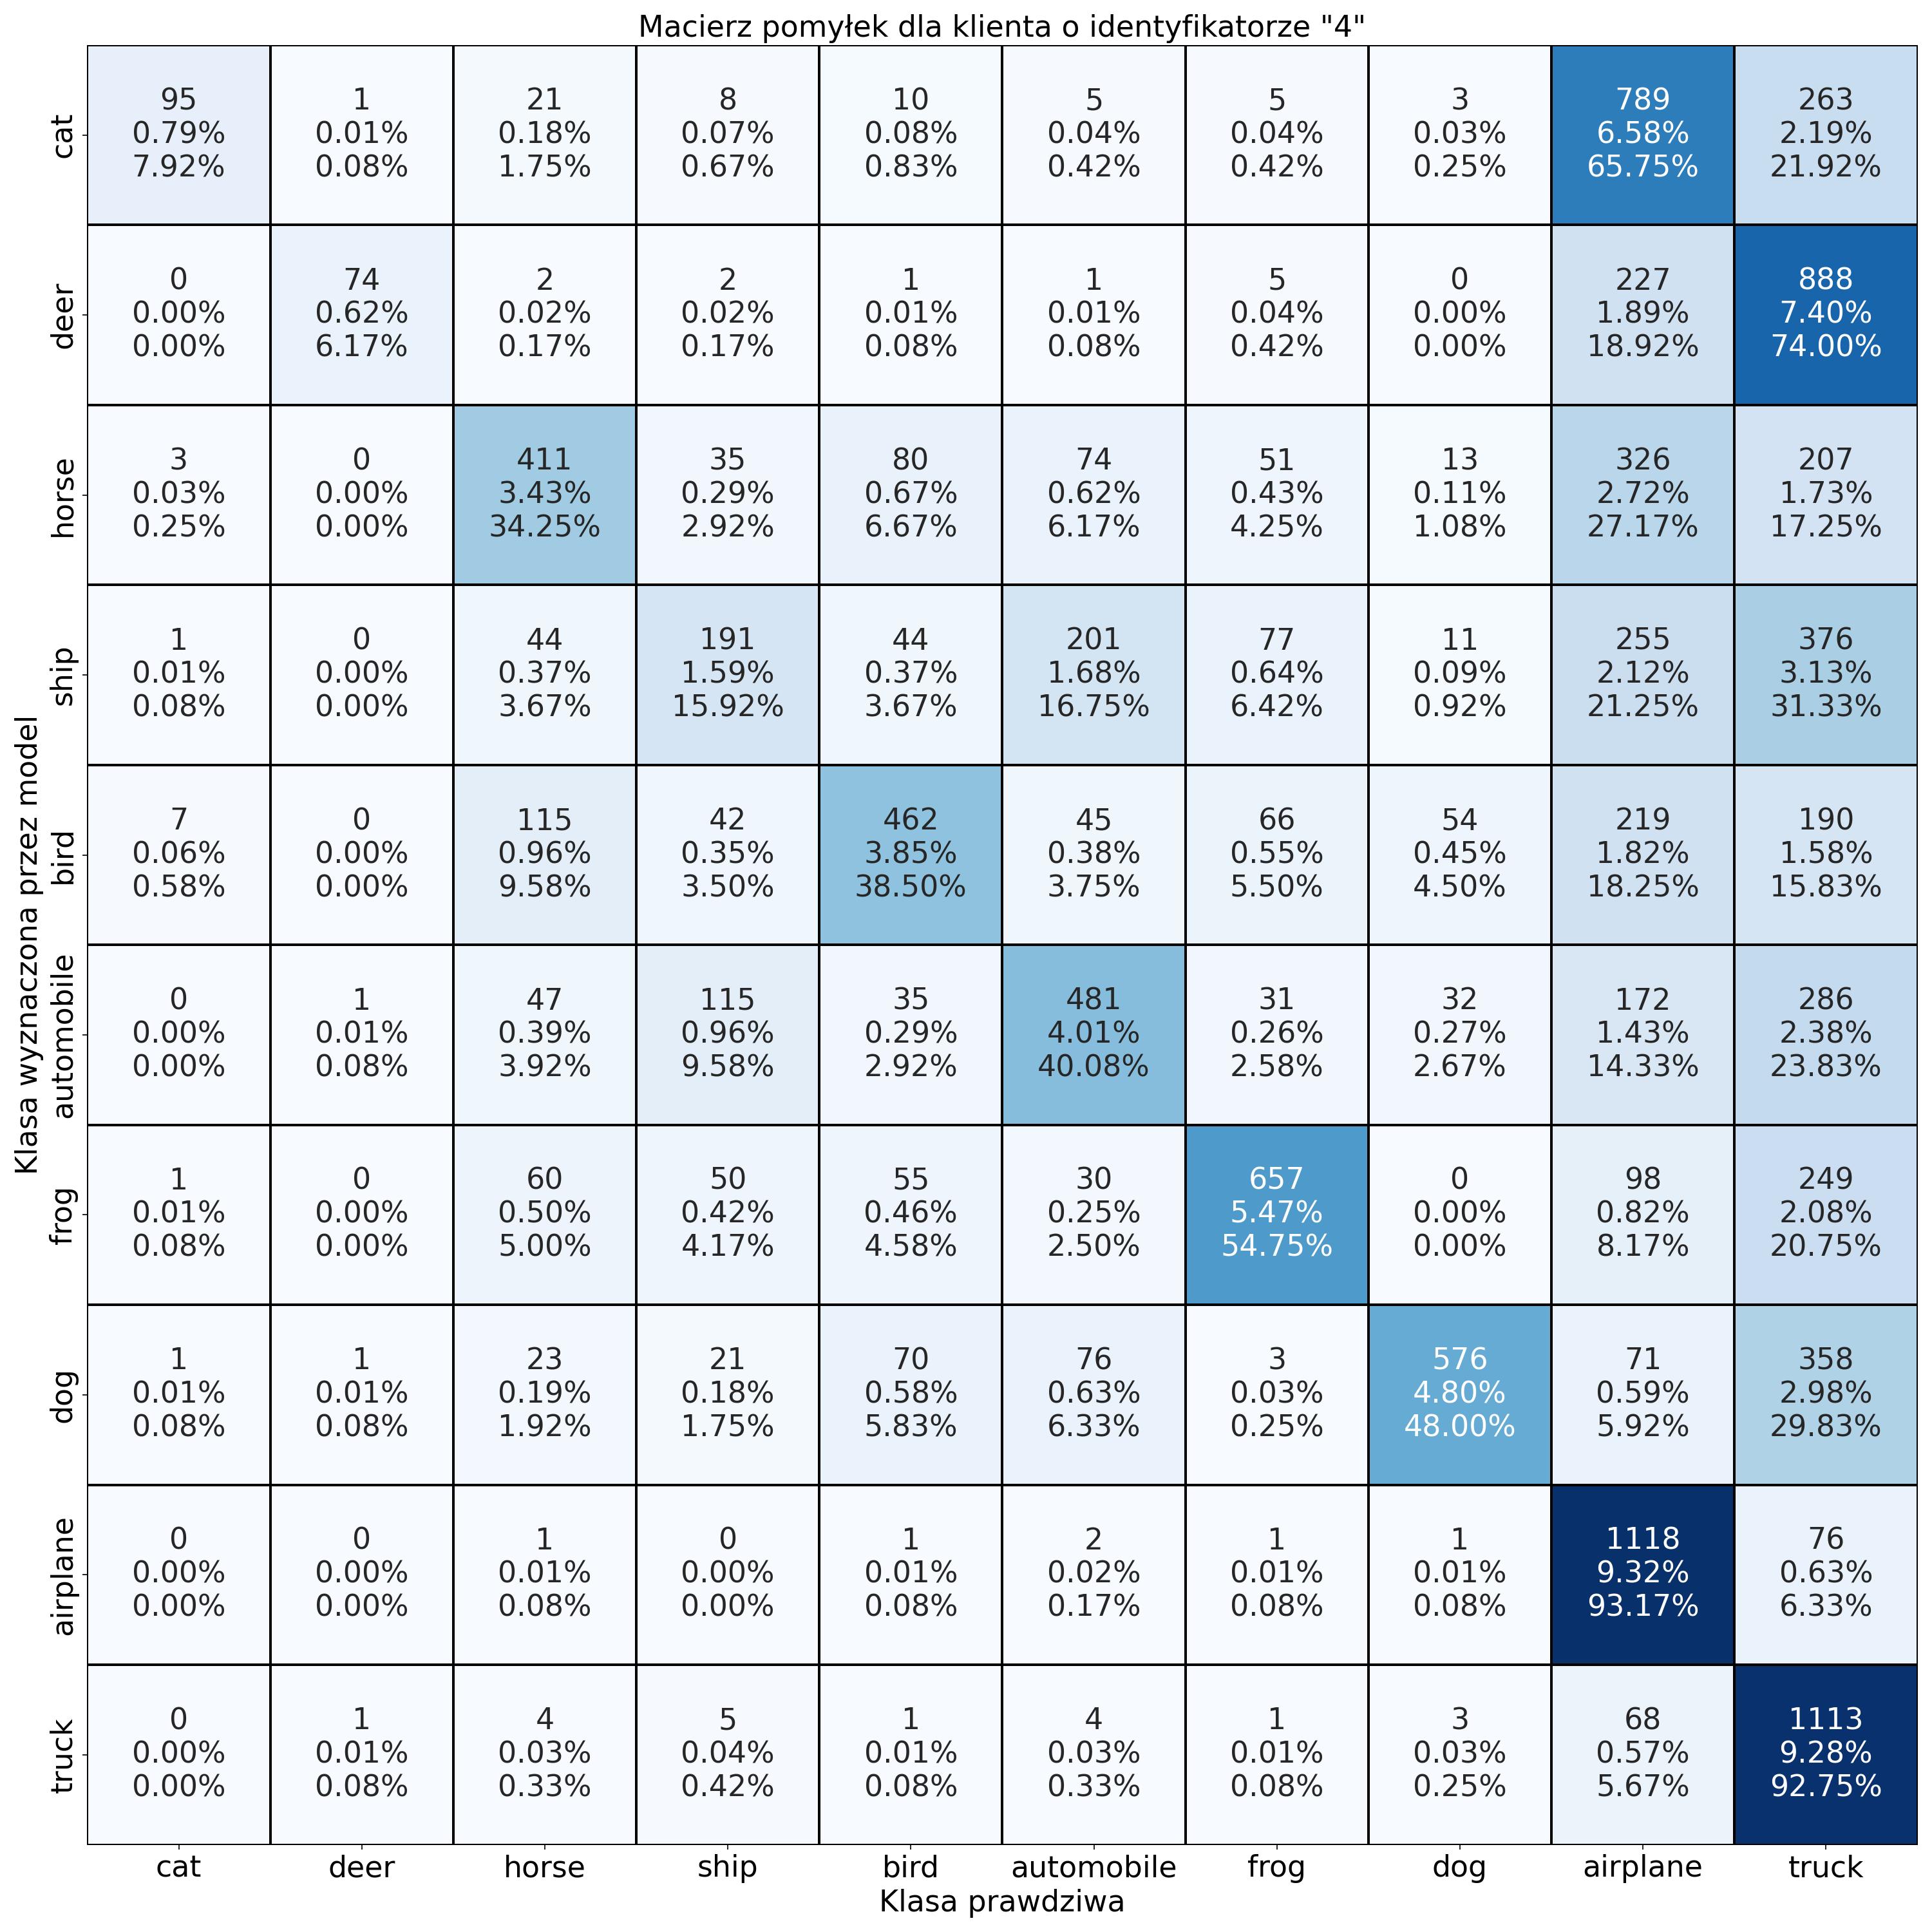 Macierz pomyłek dla klienta o identyfikatorze "4"
Klasa wyznaczona przez model
cat
95 1 21 8 10 5 5 3 789 263
0.79% 0.01% 0.18% 0.07% 0.08% 0.04% 0.04% 0.03% 6.58% 2.19%
7.92% 0.08% 1.75% 0.67% 0.83% 0.42% 0.42% 0.25% 65.75% 21.92%
deer
0 74 2 2 1 1 5 0 227 888
0.00% 0.62% 0.02% 0.02% 0.01% 0.01% 0.04% 0.00% 1.89% 7.40%
0.00% 6.17% 0.17% 0.17% 0.08% 0.08% 0.42% 0.00% 18.92% 74.00%
horse
3 0 411 35 80 74 51 13 326 207
0.03% 0.00% 3.43% 0.29% 0.67% 0.62% 0.43% 0.11% 2.72% 1.73%
0.25% 0.00% 34.25% 2.92% 6.67% 6.17% 4.25% 1.08% 27.17% 17.25%
ship
1 0 44 191 44 201 77 11 255 376
0.01% 0.00% 0.37% 1.59% 0.37% 1.68% 0.64% 0.09% 2.12% 3.13%
0.08% 0.00% 3.67% 15.92% 3.67% 16.75% 6.42% 0.92% 21.25% 31.33%
bird
7 0 115 42 462 45 66 54 219 190
0.06% 0.00% 0.96% 0.35% 3.85% 0.38% 0.55% 0.45% 1.82% 1.58%
0.58% 0.00% 9.58% 3.50% 38.50% 3.75% 5.50% 4.50% 18.25% 15.83%
automobile
0 1 47 115 35 481 31 32 172 286
0.00% 0.01% 0.39% 0.96% 0.29% 4.01% 0.26% 0.27% 1.43% 2.38%
0.00% 0.08% 3.92% 9.58% 2.92% 40.08% 2.58% 2.67% 14.33% 23.83%
frog
1 0 60 50 55 30 657 0 98 249
0.01% 0.00% 0.50% 0.42% 0.46% 0.25% 5.47% 0.00% 0.82% 2.08%
0.08% 0.00% 5.00% 4.17% 4.58% 2.50% 54.75% 0.00% 8.17% 20.75%
dog
1 1 23 21 70 76 3 576 71 358
0.01% 0.01% 0.19% 0.18% 0.58% 0.63% 0.03% 4.80% 0.59% 2.98%
0.08% 0.08% 1.92% 1.75% 5.83% 6.33% 0.25% 48.00% 5.92% 29.83%
airplane
0 0 1 0 1 2 1 1 1118 76
0.00% 0.00% 0.01% 0.00% 0.01% 0.02% 0.01% 0.01% 9.32% 0.63%
0.00% 0.00% 0.08% 0.00% 0.08% 0.17% 0.08% 0.08% 93.17% 6.33%
truck
0 1 4 5 1 4 1 3 68 1113
0.00% 0.01% 0.03% 0.04% 0.01% 0.03% 0.01% 0.03% 0.57% 9.28%
0.00% 0.08% 0.33% 0.42% 0.08% 0.33% 0.08% 0.25% 5.67% 92.75%
cat deer horse ship bird automobile frog dog airplane truck
Klasa prawdziwa